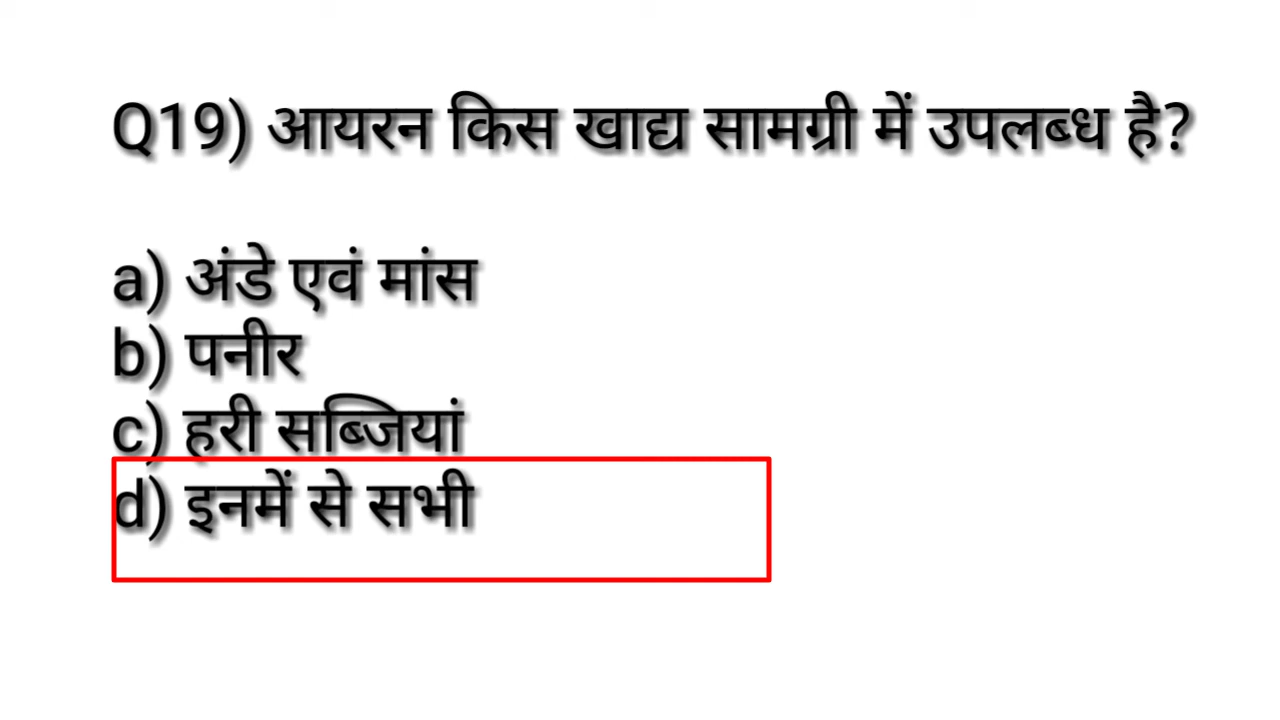 Q19) आयरन किस खाद्य सामग्री में उपलब्ध है?
a) अंडे एवं मांस
b) पनीर
c) हरी सब्जियां
d) इनमें से सभी